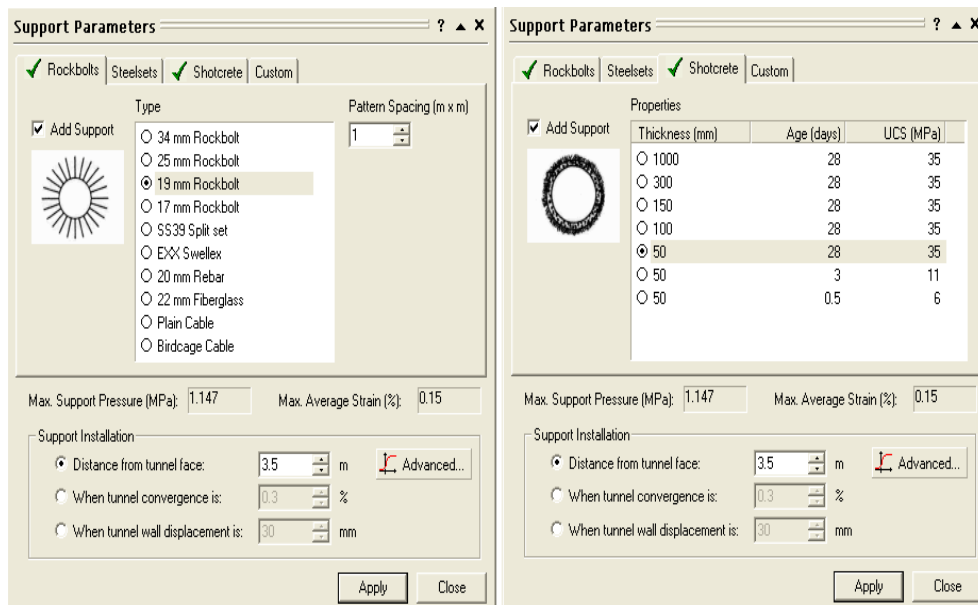 Support Parameters ? ▲ X
Rockbolts Steelsets Shotcrete Custom
Type Pattern Spacing (m x m)
Add Support 1
34 mm Rockbolt
25 mm Rockbolt
19 mm Rockbolt
17 mm Rockbolt
SS39 Split set
EXX Swellex
20 mm Rebar
22 mm Fiberglass
Plain Cable
Birdcage Cable
Max. Support Pressure (MPa): 1.147 Max. Average Strain (%): 0.15
Support Installation
Distance from tunnel face: 3.5 m Advanced...
When tunnel convergence is: 0.3 %
When tunnel wall displacement is: 30 mm
Apply Close
Support Parameters ? ▲ X
Rockbolts Steelsets Shotcrete Custom
Properties
Add Support
Thickness (mm) Age (days) UCS (MPa)
1000 28 35
300 28 35
150 28 35
100 28 35
50 28 35
50 3 11
50 0.5 6
Max. Support Pressure (MPa): 1.147 Max. Average Strain (%): 0.15
Support Installation
Distance from tunnel face: 3.5 m Advanced...
When tunnel convergence is: 0.3 %
When tunnel wall displacement is: 30 mm
Apply Close